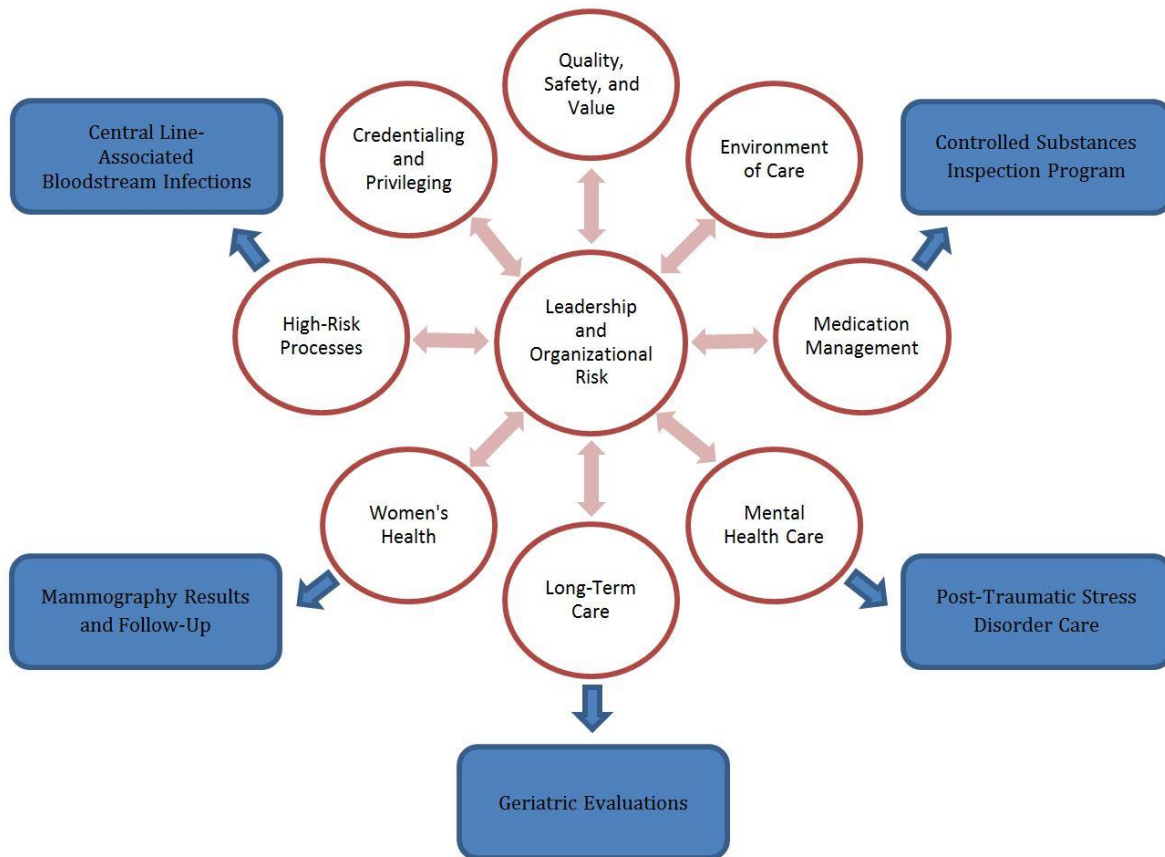 Quality,
Safety, and
Value
Central Line-
Associated
Bloodstream Infections
Credentialing
and
Privileging
Environment
of Care
Controlled Substances
Inspection Program
High-Risk
Processes
Leadership
and
Organizational
Risk
Medication
Management
Women's
Health
Mental
Health Care
Long-Term
Care
Mammography Results
and Follow-Up
Post-Traumatic Stress
Disorder Care
Geriatric Evaluations